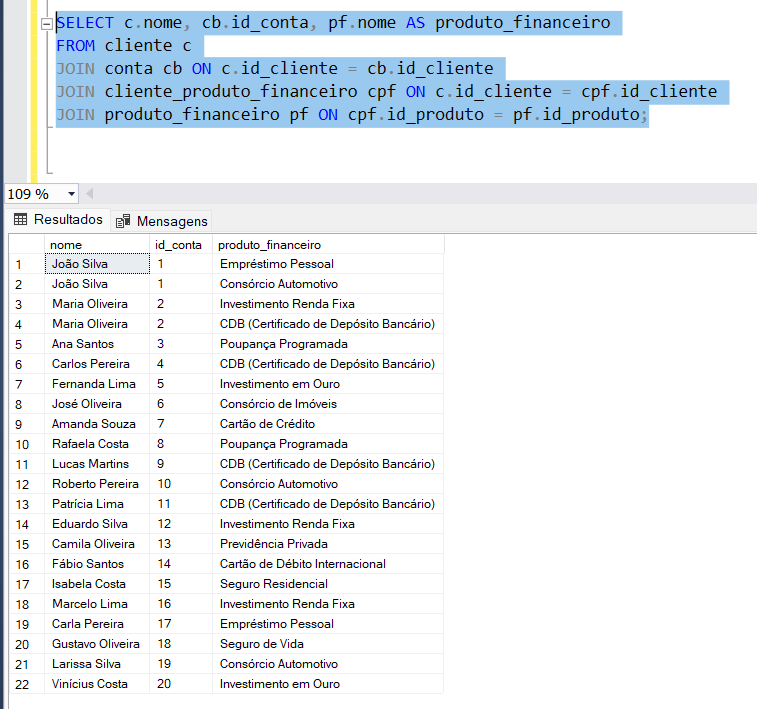 SELECT c.nome, cb.id_conta, pf.nome AS produto_financeiro
FROM cliente c
JOIN conta cb ON c.id_cliente = cb.id_cliente
JOIN cliente_produto_financeiro cpf ON c.id_cliente = cpf.id_cliente
JOIN produto_financeiro pf ON cpf.id_produto = pf.id_produto;
109 %
Resultados Mensagens
nome id_conta produto_financeiro
1 João Silva 1 Empréstimo Pessoal
2 João Silva 1 Consórcio Automotivo
3 Maria Oliveira 2 Investimento Renda Fixa
4 Maria Oliveira 2 CDB (Certificado de Depósito Bancário)
5 Ana Santos 3 Poupança Programada
6 Carlos Pereira 4 CDB (Certificado de Depósito Bancário)
7 Fernanda Lima 5 Investimento em Ouro
8 José Oliveira 6 Consórcio de Imóveis
9 Amanda Souza 7 Cartão de Crédito
10 Rafaela Costa 8 Poupança Programada
11 Lucas Martins 9 CDB (Certificado de Depósito Bancário)
12 Roberto Pereira 10 Consórcio Automotivo
13 Patrícia Lima 11 CDB (Certificado de Depósito Bancário)
14 Eduardo Silva 12 Investimento Renda Fixa
15 Camila Oliveira 13 Previdência Privada
16 Fábio Santos 14 Cartão de Débito Internacional
17 Isabela Costa 15 Seguro Residencial
18 Marcelo Lima 16 Investimento Renda Fixa
19 Carla Pereira 17 Empréstimo Pessoal
20 Gustavo Oliveira 18 Seguro de Vida
21 Larissa Silva 19 Consórcio Automotivo
22 Vinícius Costa 20 Investimento em Ouro